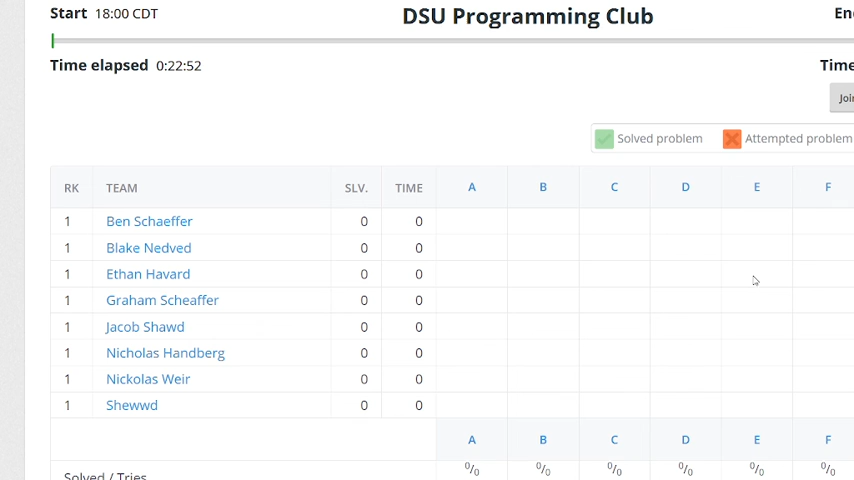 Start 18:00 CDT
DSU Programming Club
Time elapsed 0:22:52
Solved problem
Attempted problem
RK TEAM SLV. TIME A B C D E F
1 Ben Schaeffer 0 0
1 Blake Nedved 0 0
1 Ethan Havard 0 0
1 Graham Scheaffer 0 0
1 Jacob Shawd 0 0
1 Nicholas Handberg 0 0
1 Nickolas Weir 0 0
1 Shewwd 0 0
A B C D E F
Solved / Tries 0/0 0/0 0/0 0/0 0/0 0/0